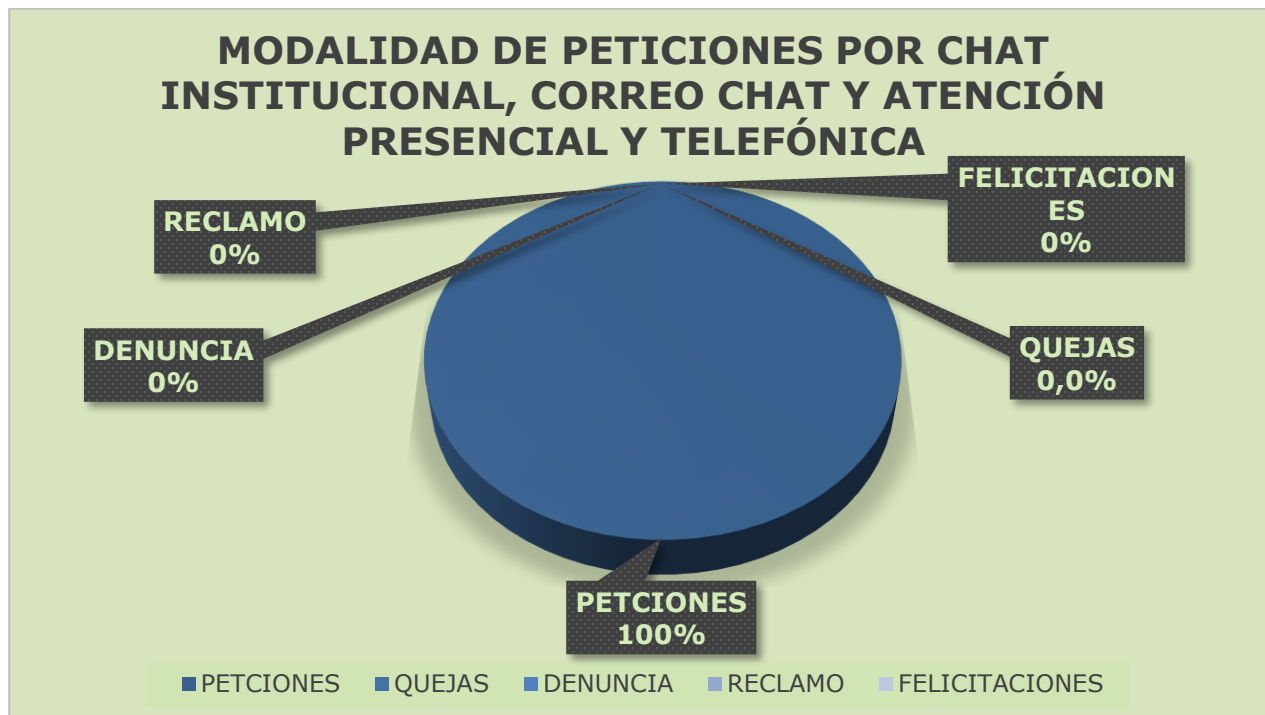 MODALIDAD DE PETICIONES POR CHAT
INSTITUCIONAL, CORREO CHAT Y ATENCIÓN
PRESENCIAL Y TELEFÓNICA
FELICITACION
ES
0%
RECLAMO
0%
DENUNCIA
0%
QUEJAS
0,0%
PETCIONES
100%
PETCIONES QUEJAS DENUNCIA RECLAMO FELICITACIONES